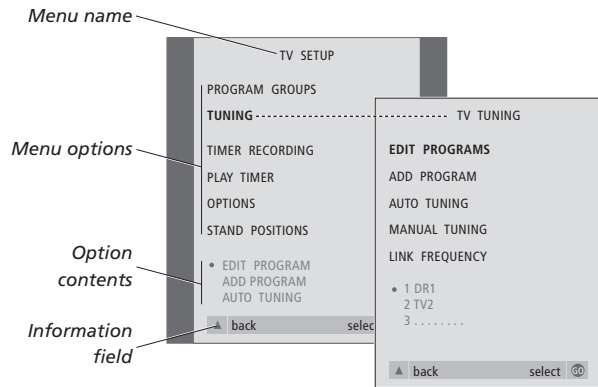 Menu name
TV SETUP
PROGRAM GROUPS
TUNING
TIMER RECORDING
PLAY TIMER
OPTIONS
STAND POSITIONS
Menu options
Option
contents
• EDIT PROGRAM
ADD PROGRAM
AUTO TUNING
Information
field
▲ back selec
TV TUNING
EDIT PROGRAMS
ADD PROGRAM
AUTO TUNING
MANUAL TUNING
LINK FREQUENCY
• 1 DR1
2 TV2
3 . . . . . . . .
▲ back select GO